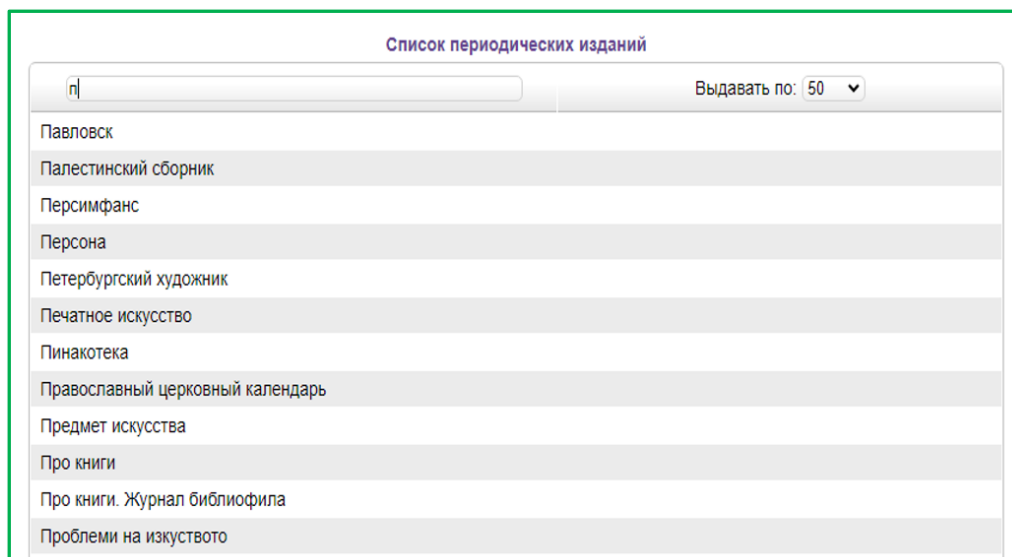 Список периодических изданий
п
Выдавать по: 50
Павловск
Палестинский сборник
Персимфанс
Персона
Петербургский художник
Печатное искусство
Пинакотека
Православный церковный календарь
Предмет искусства
Про книги
Про книги. Журнал библиофила
Проблеми на изкуството